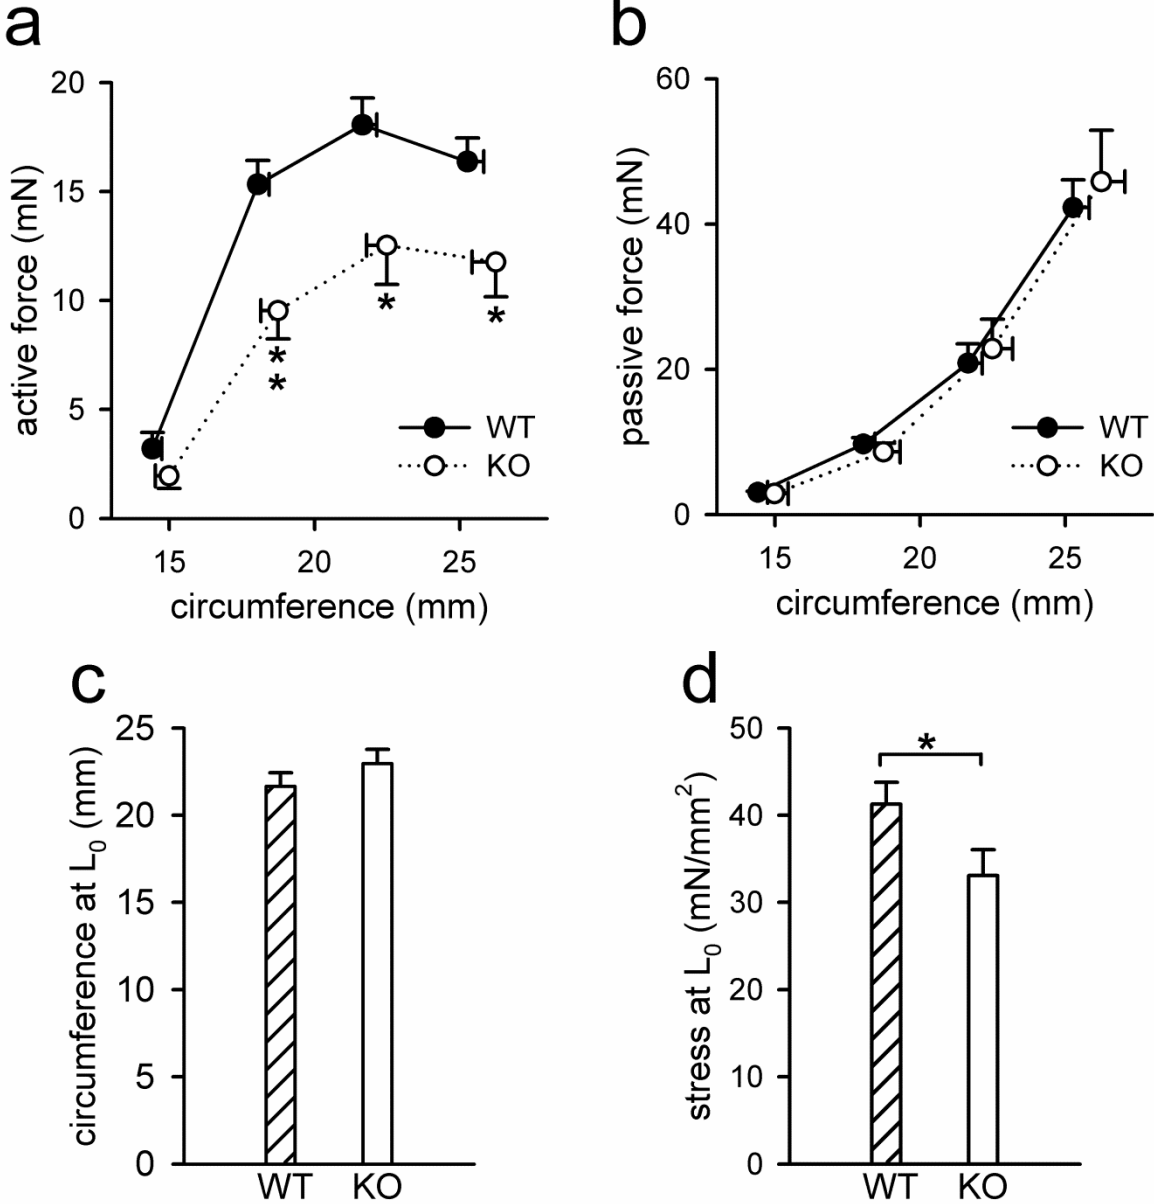 a
20
15
10
5
0
active force (mN)
*
*
*
*
WT
KO
15 20 25
circumference (mm)
b
60
40
20
0
passive force (mN)
WT
KO
15 20 25
circumference (mm)
c
25
20
15
10
5
0
circumference at L₀ (mm)
WT KO
d
50
40
30
20
10
0
stress at L₀ (mN/mm²)
*
WT KO